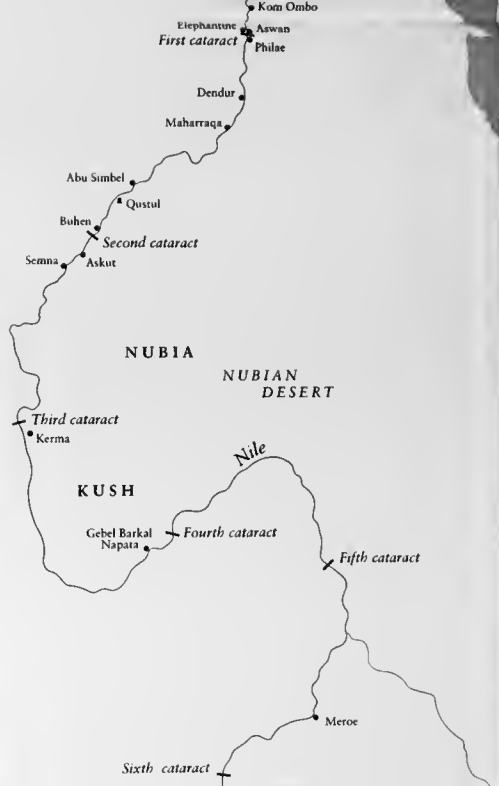 Kom Ombo
Elephantine
Aswan
First cataract
Philae
Dendur
Maharraqa
Abu Simbel
Qustul
Buhen
Second cataract
Semna
Askut
NUBIA
NUBIAN
DESERT
Third cataract
Kerma
Nile
KUSH
Gebel Barkal
Napata
Fourth cataract
Fifth cataract
Meroe
Sixth cataract